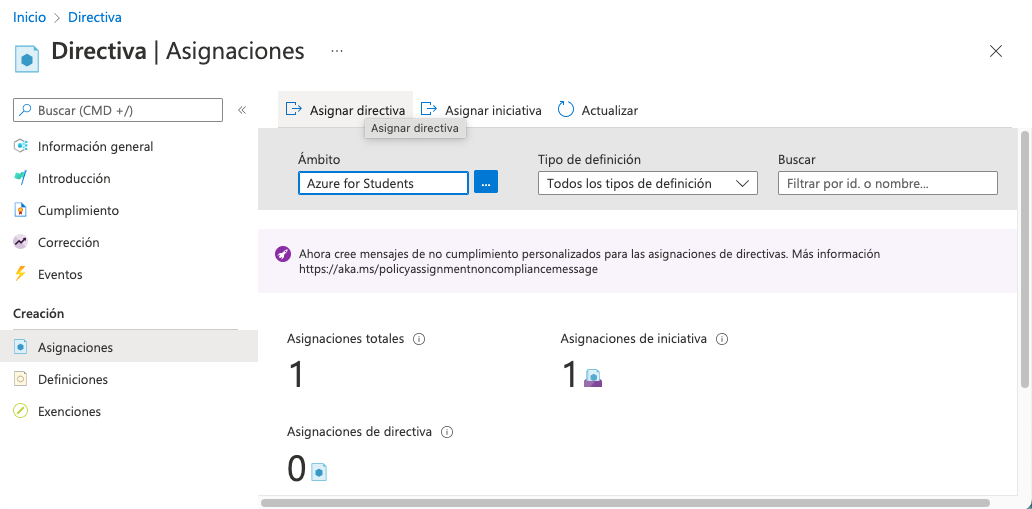 Inicio > Directiva
Directiva | Asignaciones ...
Buscar (CMD +/)
«
Información general
Introducción
Cumplimiento
Corrección
Eventos
Creación
Asignaciones
Definiciones
Exenciones
Asignar directiva Asignar iniciativa Actualizar
Asignar directiva
Ámbito Tipo de definición Buscar
Azure for Students ... Todos los tipos de definición Filtrar por id. o nombre...
Ahora cree mensajes de no cumplimiento personalizados para las asignaciones de directivas. Más información
https://aka.ms/policyassignmentnoncompliancemessage
Asignaciones totales Asignaciones de iniciativa
1 1
Asignaciones de directiva
0